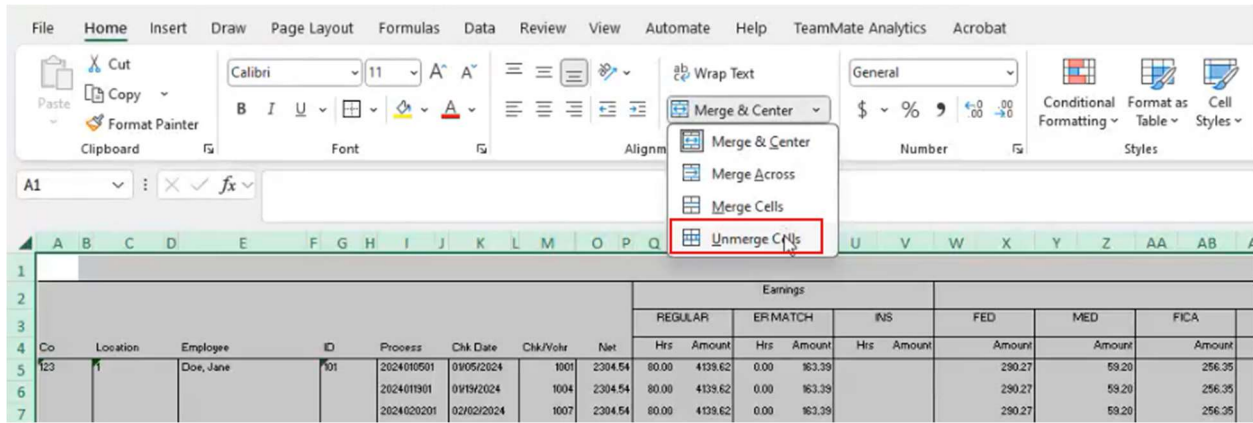 File Home Insert Draw Page Layout Formulas Data Review View Automate Help TeamMate Analytics Acrobat
Paste
Cut
Copy
Format Painter
Clipboard
Calibri 11 A A
B I U A
Font
ab Wrap Text
Merge & Center
Alignm
General
$ % 9 .00 .00
Number
Conditional Formatting
Format as Table
Cell Styles
Styles
Merge & Center
Merge Across
Merge Cells
Unmerge Cells
A1 fx
A B C D E F G H I J K L M O P Q U V W X Y Z AA AB
1
2 Earnings
3 REGULAR ER MATCH INS FED MED FICA
4 Co Location Employee ID Process Chk Date Chk/Vchr Net Hrs Amount Hrs Amount Hrs Amount Amount Amount Amount
5 123 1 Doe, Jane 101 2024010501 01/05/2024 1001 2304.54 80.00 4139.62 0.00 163.39 290.27 59.20 256.35
6 2024011901 01/19/2024 1004 2304.54 80.00 4139.62 0.00 163.39 290.27 59.20 256.35
7 2024020201 02/02/2024 1007 2304.54 80.00 4139.62 0.00 163.39 290.27 59.20 256.35